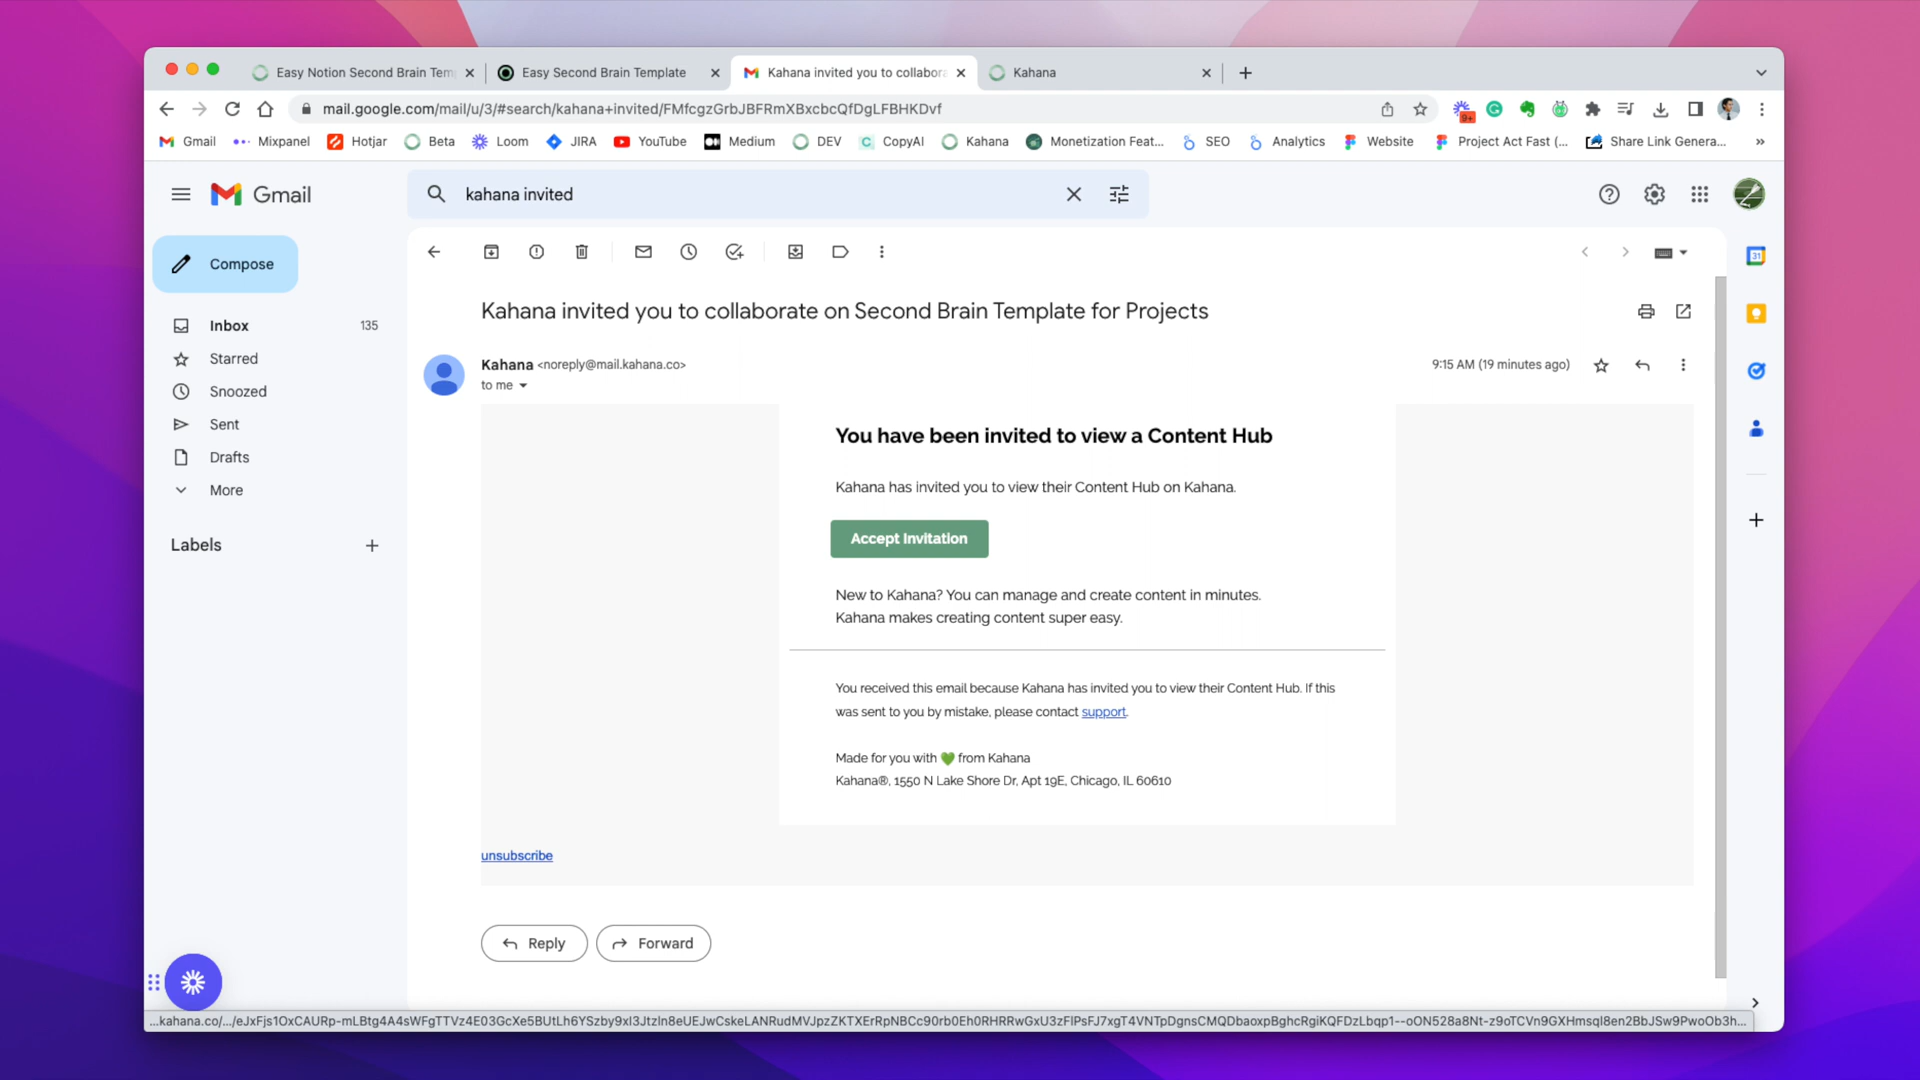 Easy Notion Second Brain Tem
Easy Second Brain Template
Kahana invited you to collabora
Kahana
mail.google.com/mail/u/3/#search/kahana+invited/FMfcgzGrbJBFRmXBxcbcQfDgLFBHKDvf
9+
Gmail
Mixpanel
Hotjar
Beta
Loom
JIRA
YouTube
Medium
DEV
CopyAI
Kahana
Monetization Feat...
SEO
Analytics
Website
Project Act Fast (...
Share Link Genera...
»
Gmail
kahana invited
Compose
31
Kahana invited you to collaborate on Second Brain Template for Projects
Inbox 135
Starred
Snoozed
Sent
Drafts
More
Labels
Kahana <noreply@mail.kahana.co>
9:15 AM (19 minutes ago)
to me
You have been invited to view a Content Hub
Kahana has invited you to view their Content Hub on Kahana.
Accept Invitation
New to Kahana? You can manage and create content in minutes.
Kahana makes creating content super easy.
You received this email because Kahana has invited you to view their Content Hub. If this
was sent to you by mistake, please contact support.
Made for you with 💚 from Kahana
Kahana®, 1550 N Lake Shore Dr, Apt 19E, Chicago, IL 60610
unsubscribe
Reply
Forward